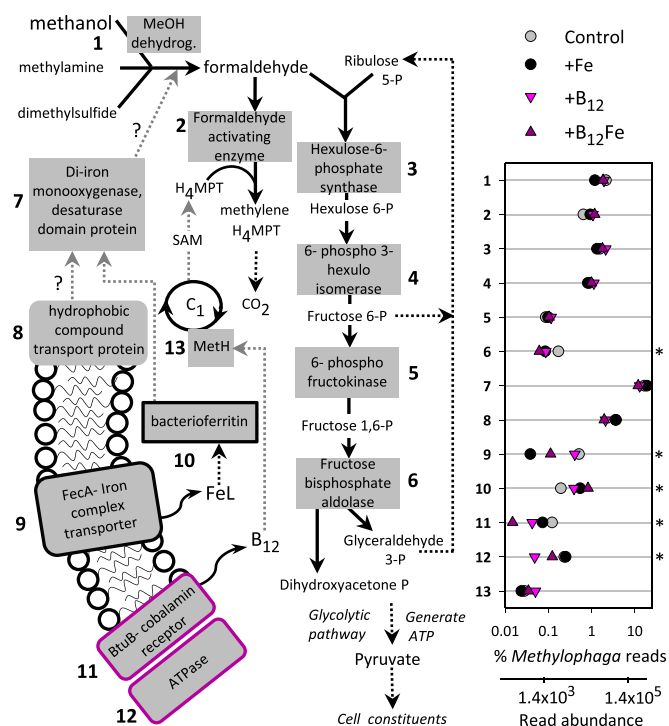 methanol
1
MeOH
dehydrog.
methylamine
dimethylsulfide
formaldehyde
Ribulose
5-P
?
2
Formaldehyde
activating
enzyme
Hexulose-6-
phosphate
synthase
3
7
Di-iron
monooxygenase,
desaturase
domain protein
H4MPT
methylene
H4MPT
Hexulose 6-P
SAM
6- phospho 3-
hexulo
isomerase
4
?
C1
CO2
Fructose 6-P
8
hydrophobic
compound
transport protein
13
MetH
6- phospho
fructokinase
5
bacterioferritin
10
Fructose 1,6-P
9
FecA- Iron
complex
transporter
FeL
Fructose
bisphosphate
aldolase
6
B12
Glyceraldehyde
3-P
Dihydroxyacetone P
11
BtuB- cobalamin
receptor
12
ATPase
Glycolytic
pathway
Generate
ATP
Pyruvate
Cell constituents
Control
+Fe
+B12
+B12Fe
1
2
3
4
5
6 *
7
8
9 *
10 *
11 *
12 *
13
0.01 0.1 1 10
% Methylophaga reads
1.4x10³ 1.4x10⁵
Read abundance